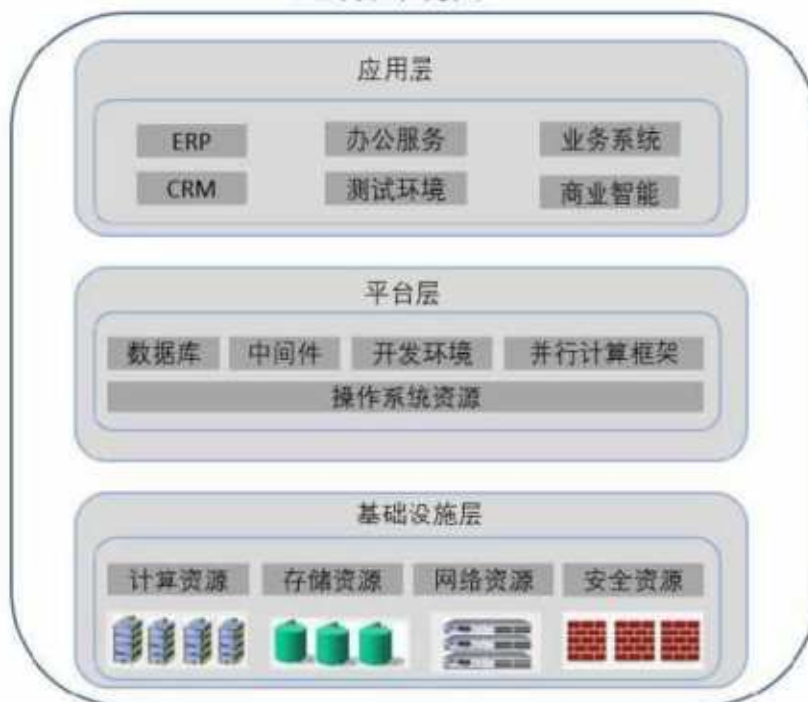 应用层
ERP 办公服务 业务系统
CRM 测试环境 商业智能
平台层
数据库 中间件 开发环境 并行计算框架
操作系统资源
基础设施层
计算资源 存储资源 网络资源 安全资源